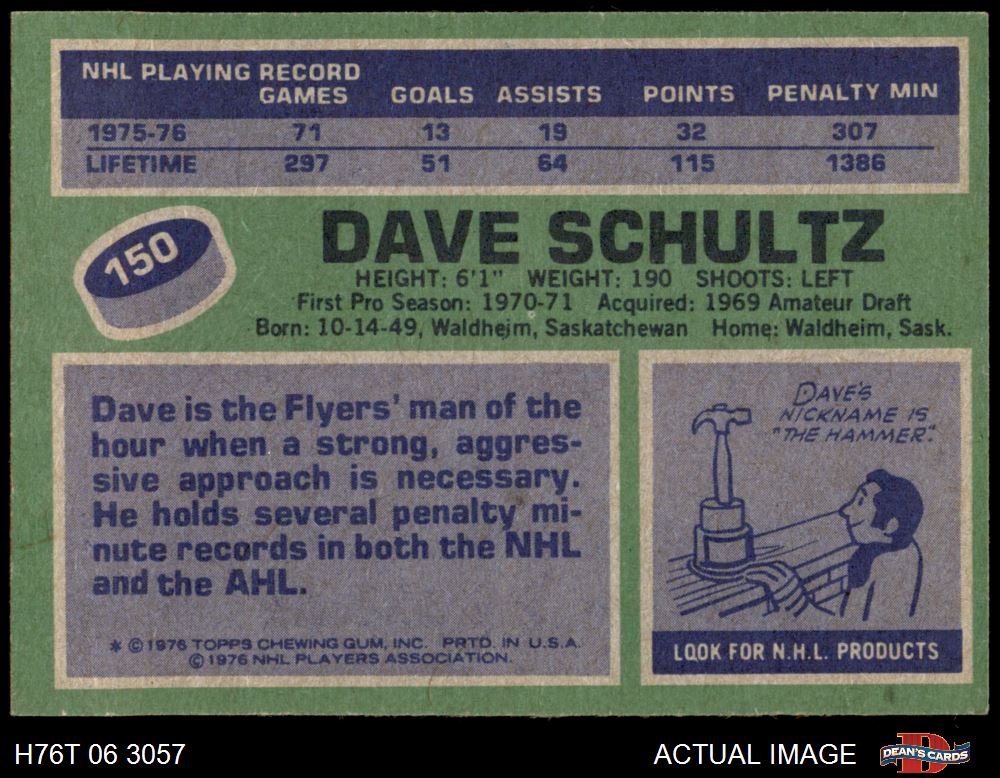 NHL PLAYING RECORD
GAMES GOALS ASSISTS POINTS PENALTY MIN
1975-76 71 13 19 32 307
LIFETIME 297 51 64 115 1386
150
DAVE SCHULTZ
HEIGHT: 6'1" WEIGHT: 190 SHOOTS: LEFT
First Pro Season: 1970-71 Acquired: 1969 Amateur Draft
Born: 10-14-49, Waldheim, Saskatchewan Home: Waldheim, Sask.
Dave is the Flyers' man of the
hour when a strong, aggres-
sive approach is necessary.
He holds several penalty mi-
nute records in both the NHL
and the AHL.
* ©1976 TOPPS CHEWING GUM, INC. PRTD. IN U.S.A.
©1976 NHL PLAYERS ASSOCIATION.
DAVE'S
NICKNAME IS
"THE HAMMER".
LOOK FOR N.H.L. PRODUCTS
H76T 06 3057
ACTUAL IMAGE
D
DEAN'S CARDS